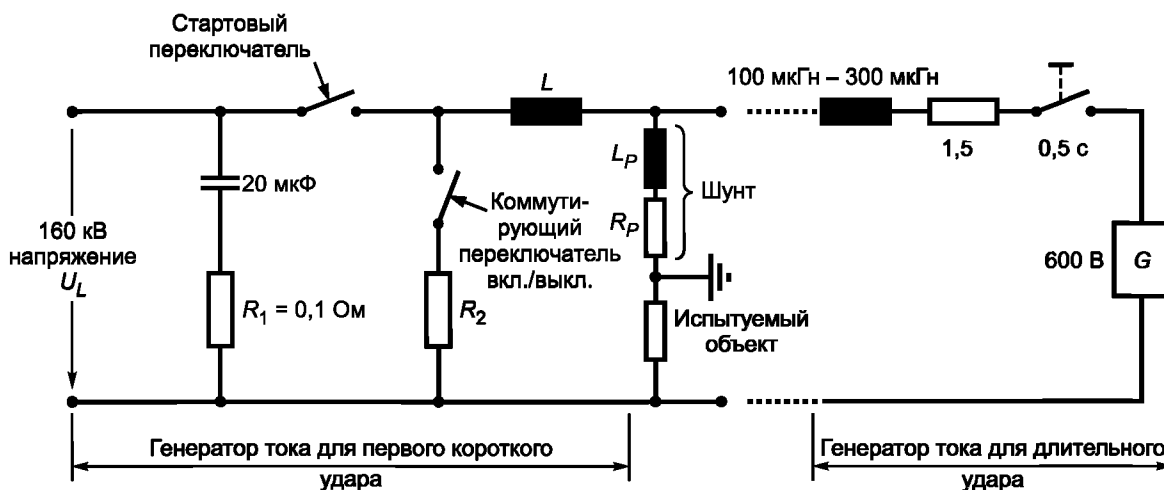 Стартовый
переключатель
L
100 мкГн – 300 мкГн
1,5
0,5 с
20 мкФ
Коммути-
рующий
переключатель
вкл./выкл.
L_P
R_P
Шунт
160 кВ
напряжение
U_L
R_1 = 0,1 Ом
R_2
Испытуемый
объект
600 В
G
Генератор тока для первого короткого
удара
Генератор тока для длительного
удара